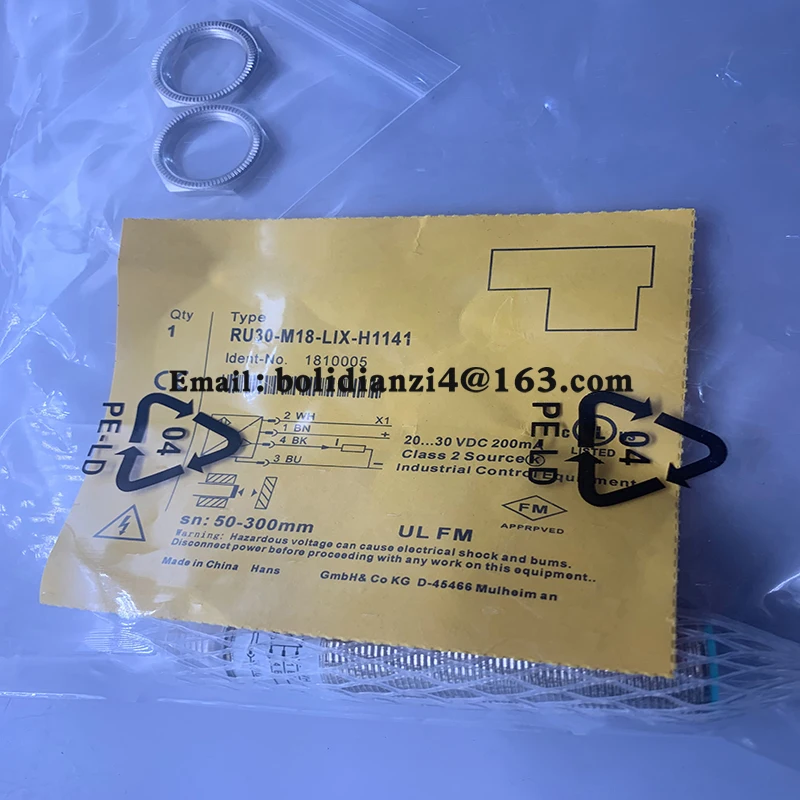 Qty
1
Type
RU30-M18-LIX-H1141
Ident-No. 1810005
CE
Email: bolidianzi4@163.com
2 WH X1
1 BN +
4 BK
3 BU −
20...30 VDC 200mA
Class 2 Source
Industrial Control Equipment
c UL
LISTED
PE-LD
04
PE-LD
04
sn: 50-300mm
UL FM
FM
APPRPVED
Warning: Hazardous voltage can cause electrical shock and bums.
Disconnect power before proceeding with any work on this equipment..
Made in China Hans GmbH& Co KG D-45466 Mulheim an